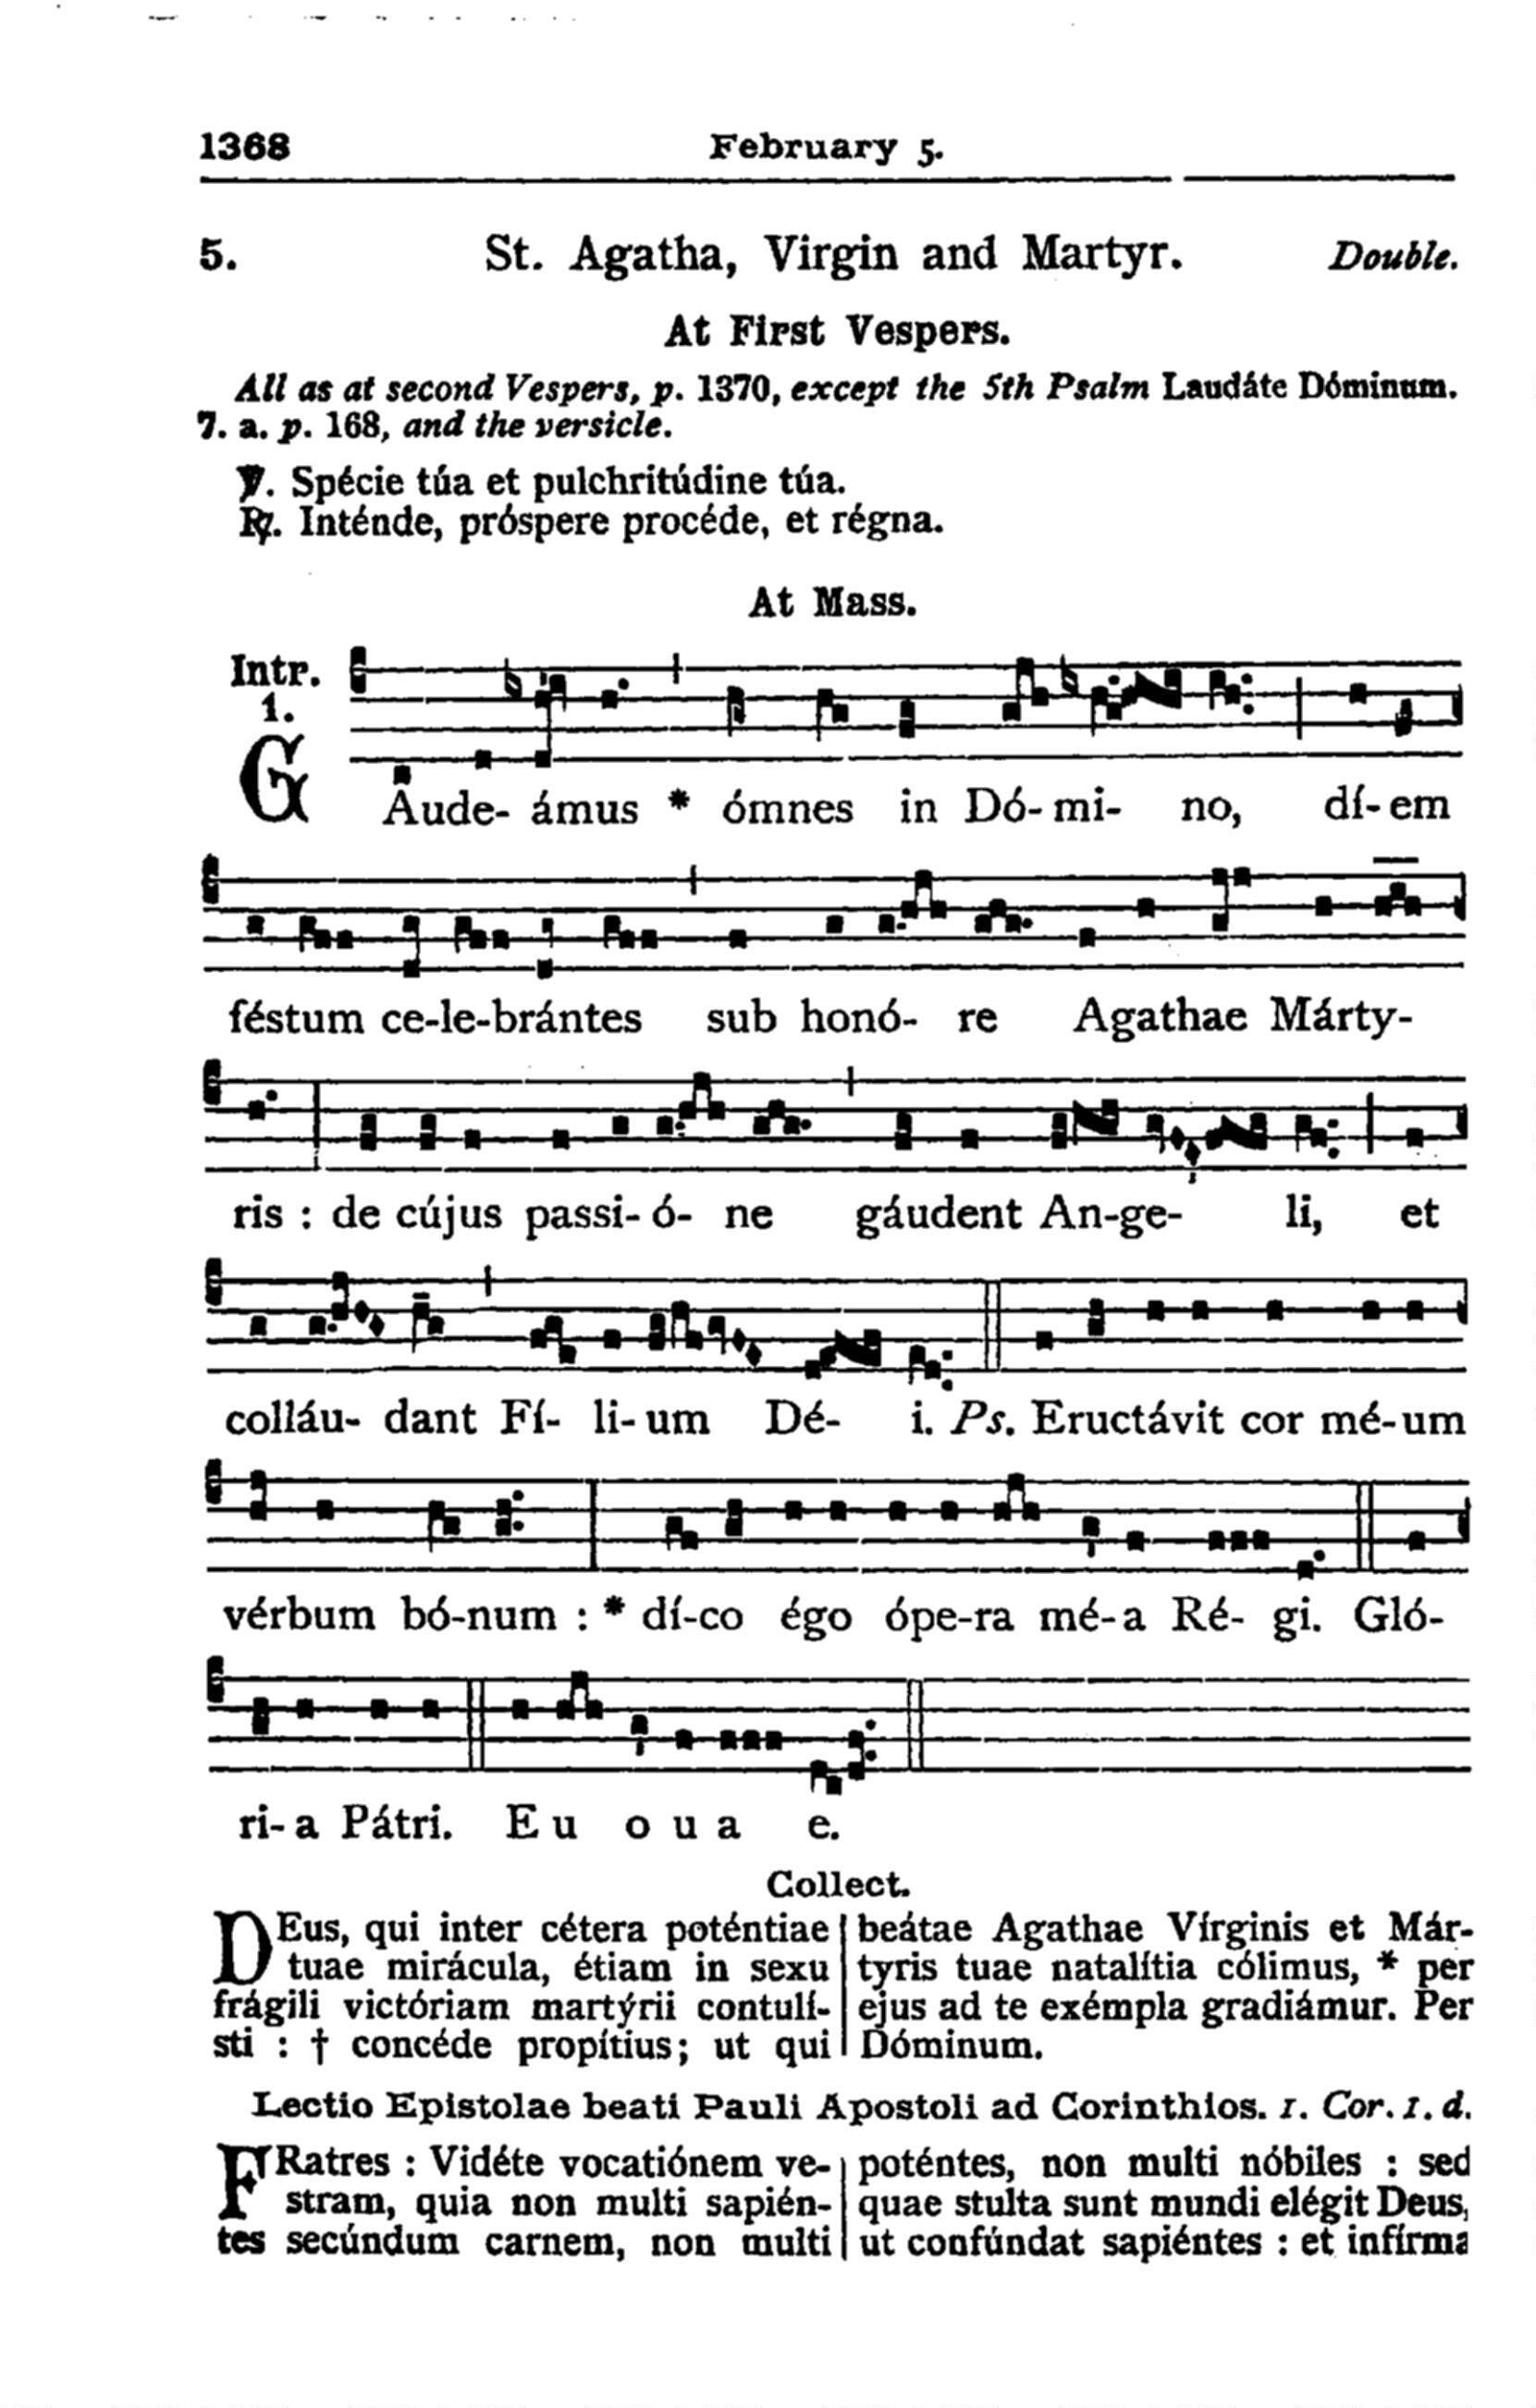 1368 February 5.
5. St. Agatha, Virgin and Martyr. Double.
At First Vespers.
All as at second Vespers, p. 1370, except the 5th Psalm Laudáte Dóminum.
7. a. p. 168, and the versicle.
℣. Spécie túa et pulchritúdine túa.
℟. Inténde, próspere procéde, et régna.
At Mass.
Intr.
1.
GAude- ámus * ómnes in Dó- mi- no, dí- em
féstum ce-le-brántes sub honó- re Agathae Márty-
ris : de cújus passi- ó- ne gáudent An-ge- li, et
colláu- dant Fí- li- um Dé- i. Ps. Eructávit cor mé-um
vérbum bó-num : * dí-co égo ópe-ra mé-a Ré- gi. Gló-
ri- a Pátri. E u o u a e.
Collect.
DEus, qui inter cétera poténtiae
tuae mirácula, étiam in sexu
frágili victóriam martýrii contulí-
sti : † concéde propítius; ut qui
beátae Agathae Vírginis et Már-
tyris tuae natalítia cólimus, * per
ejus ad te exémpla gradiámur. Per
Dóminum.
Lectio Epistolae beati Pauli Apostoli ad Corinthios. 1. Cor. 1. d.
FRatres : Vidéte vocatiónem ve-
stram, quia non multi sapién-
tes secúndum carnem, non multi
poténtes, non multi nóbiles : sed
quae stulta sunt mundi elégit Deus,
ut confúndat sapiéntes : et infírma